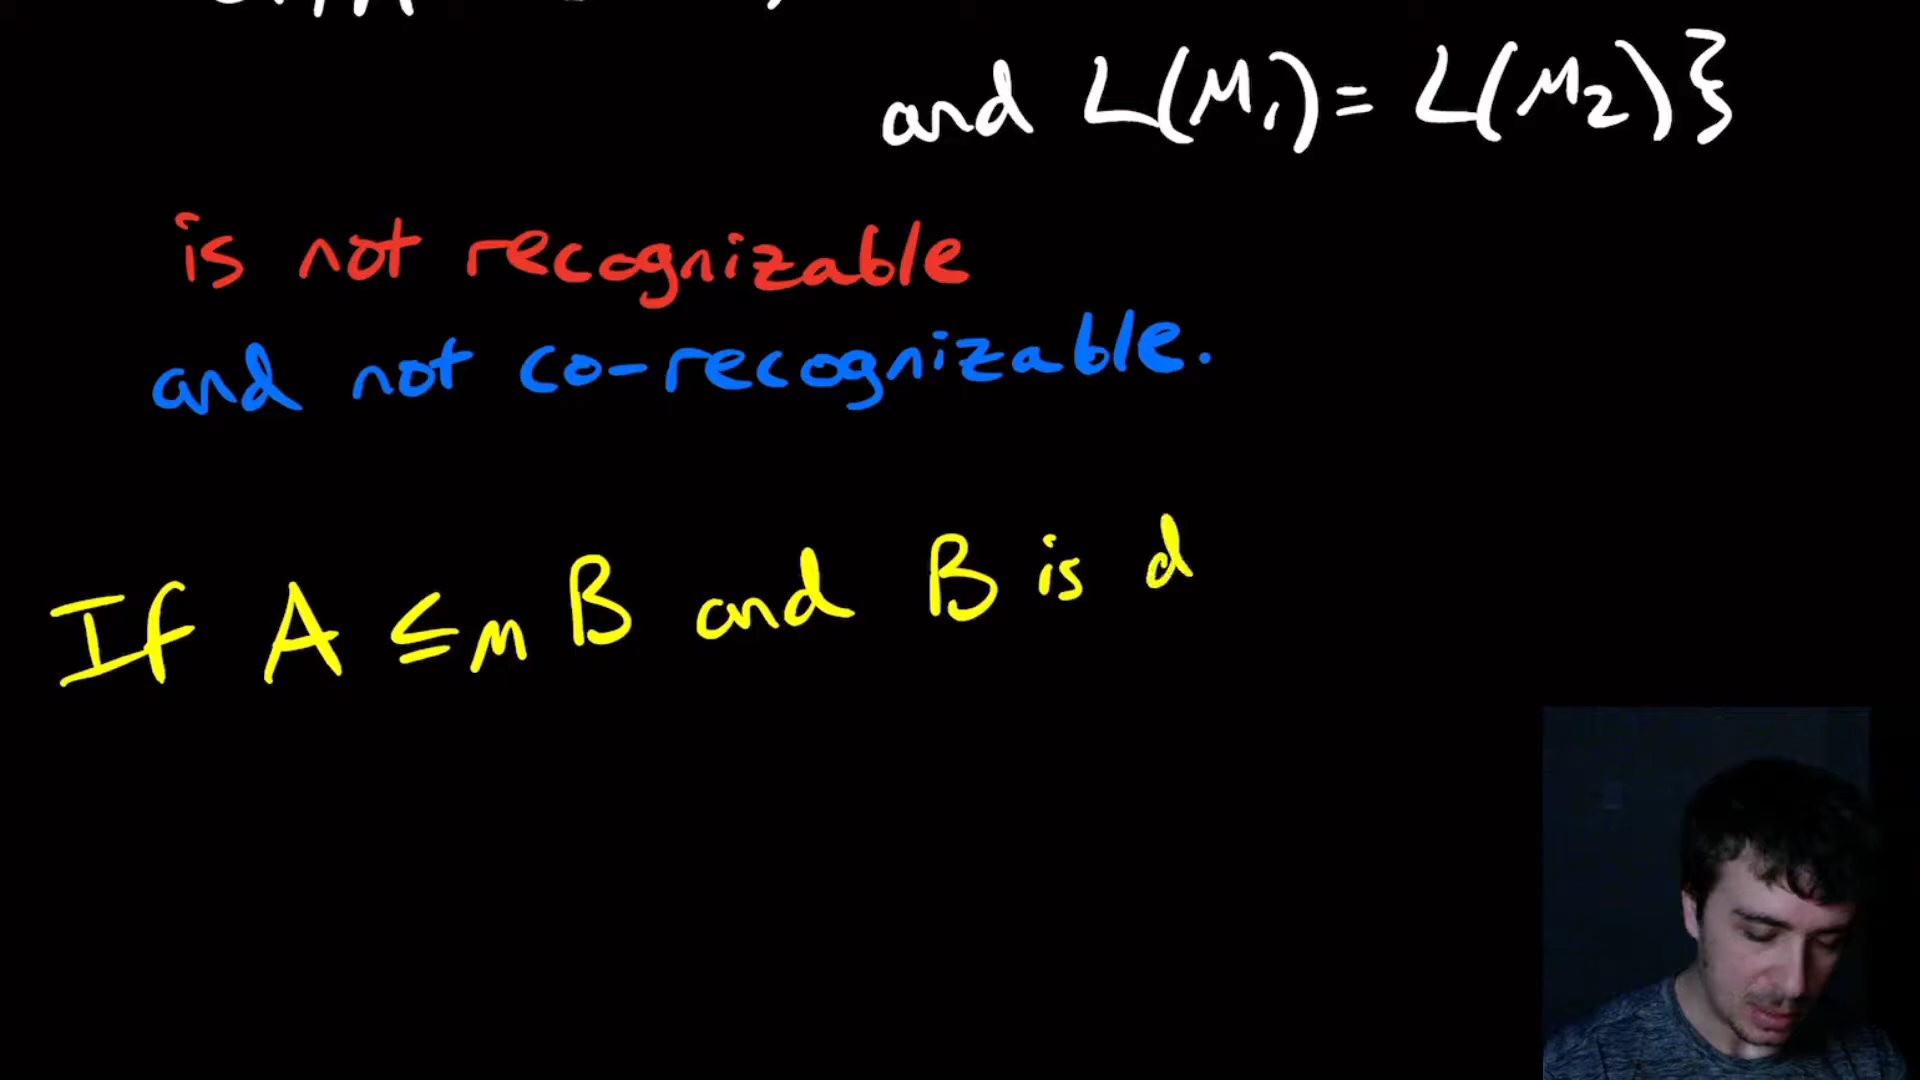 and L(M₁) = L(M₂)}
is not recognizable
and not co-recognizable.
If A ≤ₘ B and B is d